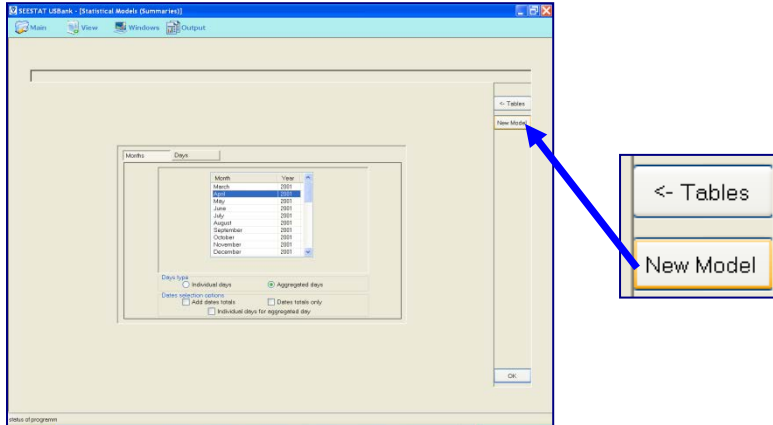 SEESTAT USBank - [Statistical Models (Summaries)]
Main View Windows Output
<- Tables
New Model
Months Days
Month Year
March 2001
April 2001
May 2001
June 2001
July 2001
August 2001
September 2001
October 2001
November 2001
December 2001
Days type
Individual days Aggregated days
Dates selection options
Add dates totals Dates totals only
Individual days for aggregated day
OK
status of programm
<- Tables
New Model